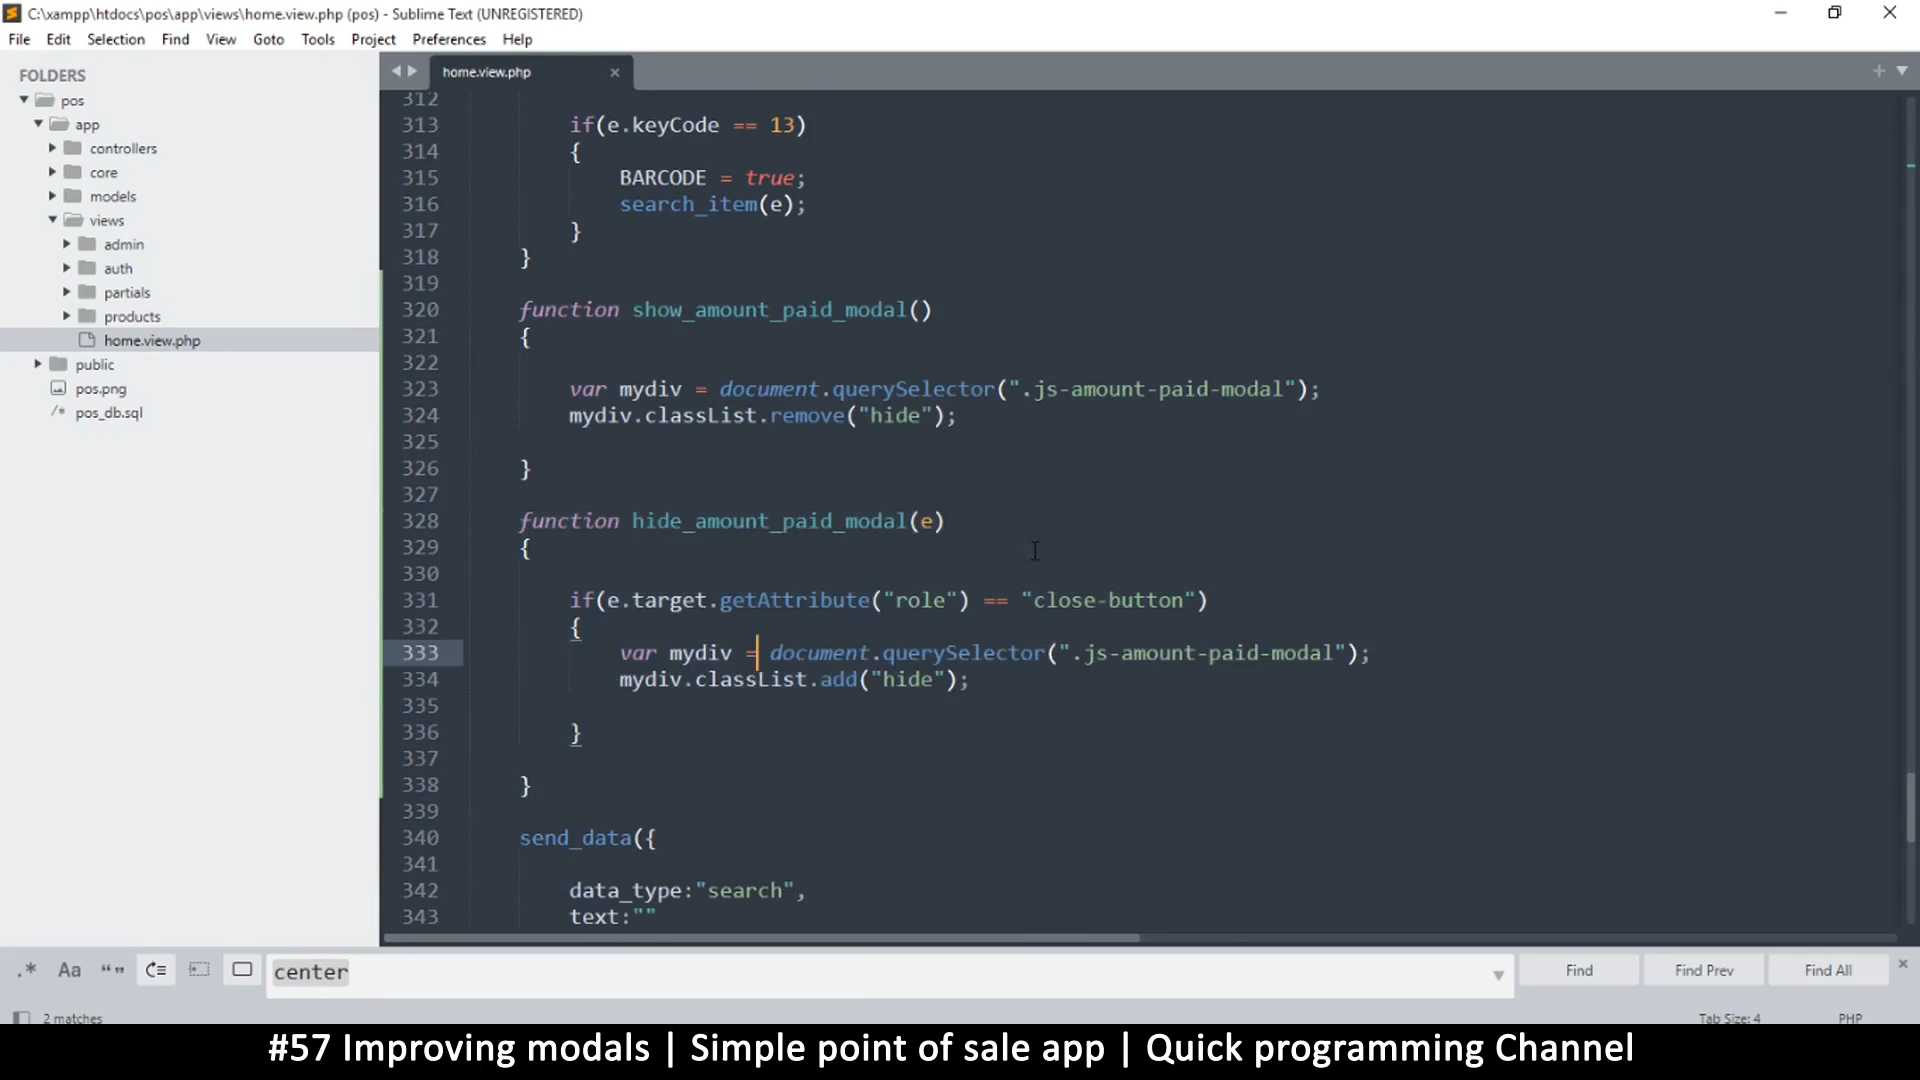 C:\xampp\htdocs\pos\app\views\home.view.php (pos) - Sublime Text (UNREGISTERED)
File Edit Selection Find View Goto Tools Project Preferences Help
FOLDERS
pos
app
controllers
core
models
views
admin
auth
partials
products
home.view.php
public
pos.png
/* pos_db.sql
home.view.php
312
313 if(e.keyCode == 13)
314 {
315 BARCODE = true;
316 search_item(e);
317 }
318 }
319
320 function show_amount_paid_modal()
321 {
322
323 var mydiv = document.querySelector(".js-amount-paid-modal");
324 mydiv.classList.remove("hide");
325
326 }
327
328 function hide_amount_paid_modal(e)
329 {
330
331 if(e.target.getAttribute("role") == "close-button")
332 {
333 var mydiv = document.querySelector(".js-amount-paid-modal");
334 mydiv.classList.add("hide");
335
336 }
337
338 }
339
340 send_data({
341
342 data_type:"search",
343 text:""
.* Aa “” center Find Find Prev Find All
2 matches Tab Size: 4 PHP
#57 Improving modals | Simple point of sale app | Quick programming Channel